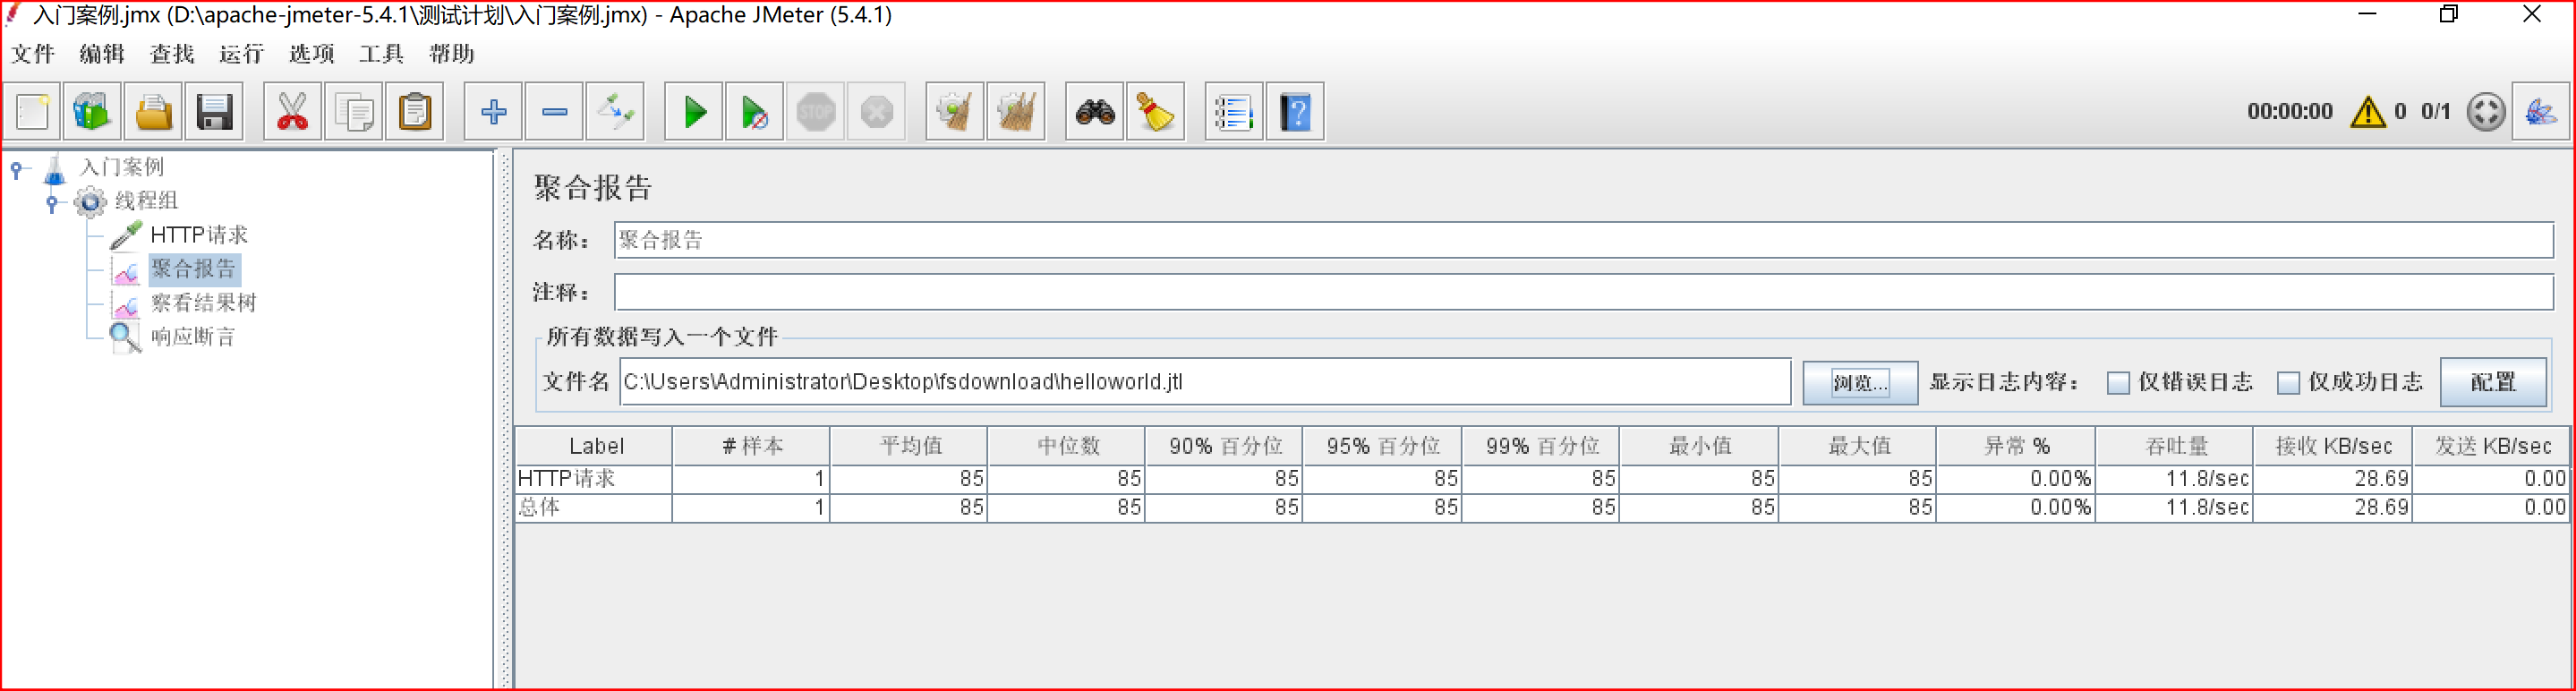 入门案例.jmx (D:\apache-jmeter-5.4.1\测试计划\入门案例.jmx) - Apache JMeter (5.4.1)
文件 编辑 查找 运行 选项 工具 帮助
STOP 00:00:00 0 0/1
入门案例
线程组
HTTP请求
聚合报告
察看结果树
响应断言
聚合报告
名称： 聚合报告
注释：
所有数据写入一个文件
文件名 C:\Users\Administrator\Desktop\fsdownload\helloworld.jtl 浏览... 显示日志内容： 仅错误日志 仅成功日志 配置
Label # 样本 平均值 中位数 90% 百分位 95% 百分位 99% 百分位 最小值 最大值 异常 % 吞吐量 接收 KB/sec 发送 KB/sec
HTTP请求 1 85 85 85 85 85 85 85 0.00% 11.8/sec 28.69 0.00
总体 1 85 85 85 85 85 85 85 0.00% 11.8/sec 28.69 0.00